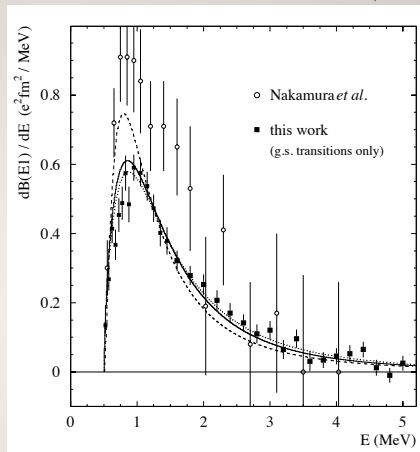 dB(E1) / dE (e²fm² / MeV)
0.8
0.6
0.4
0.2
0
Nakamura et al.
this work
(g.s. transitions only)
0 1 2 3 4 5
E (MeV)